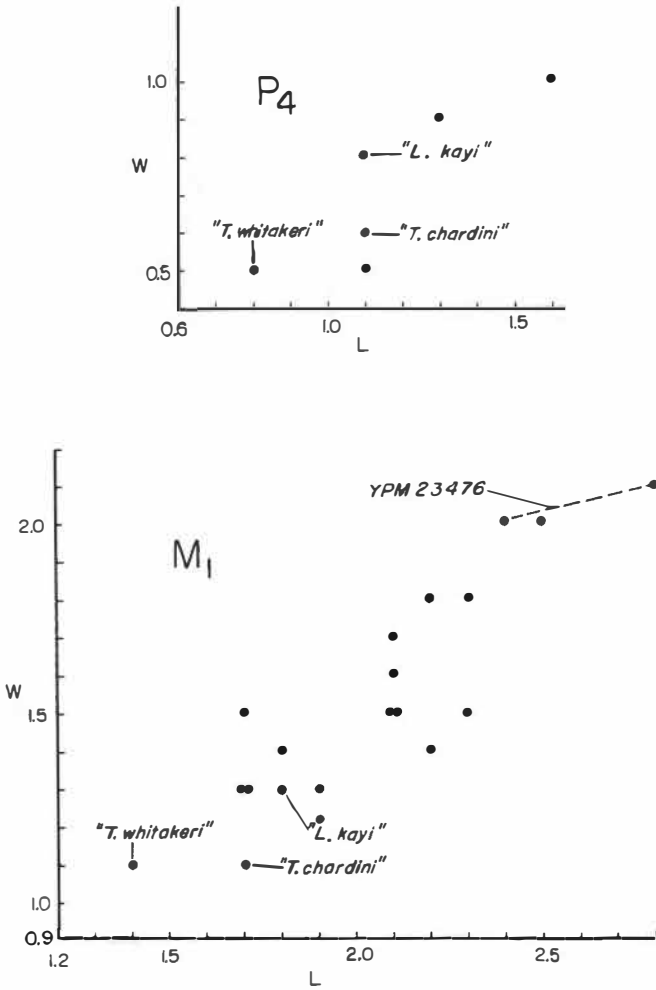 P4
1.0
W
"L. kayi"
"T. whitakeri"
"T. chardini"
0.5
0.6
1.0
1.5
L
YPM 23476
2.0
M1
W
1.5
"L. kayi"
"T. whitakeri"
"T. chardini"
1.0
0.9
1.2
1.5
2.0
2.5
L